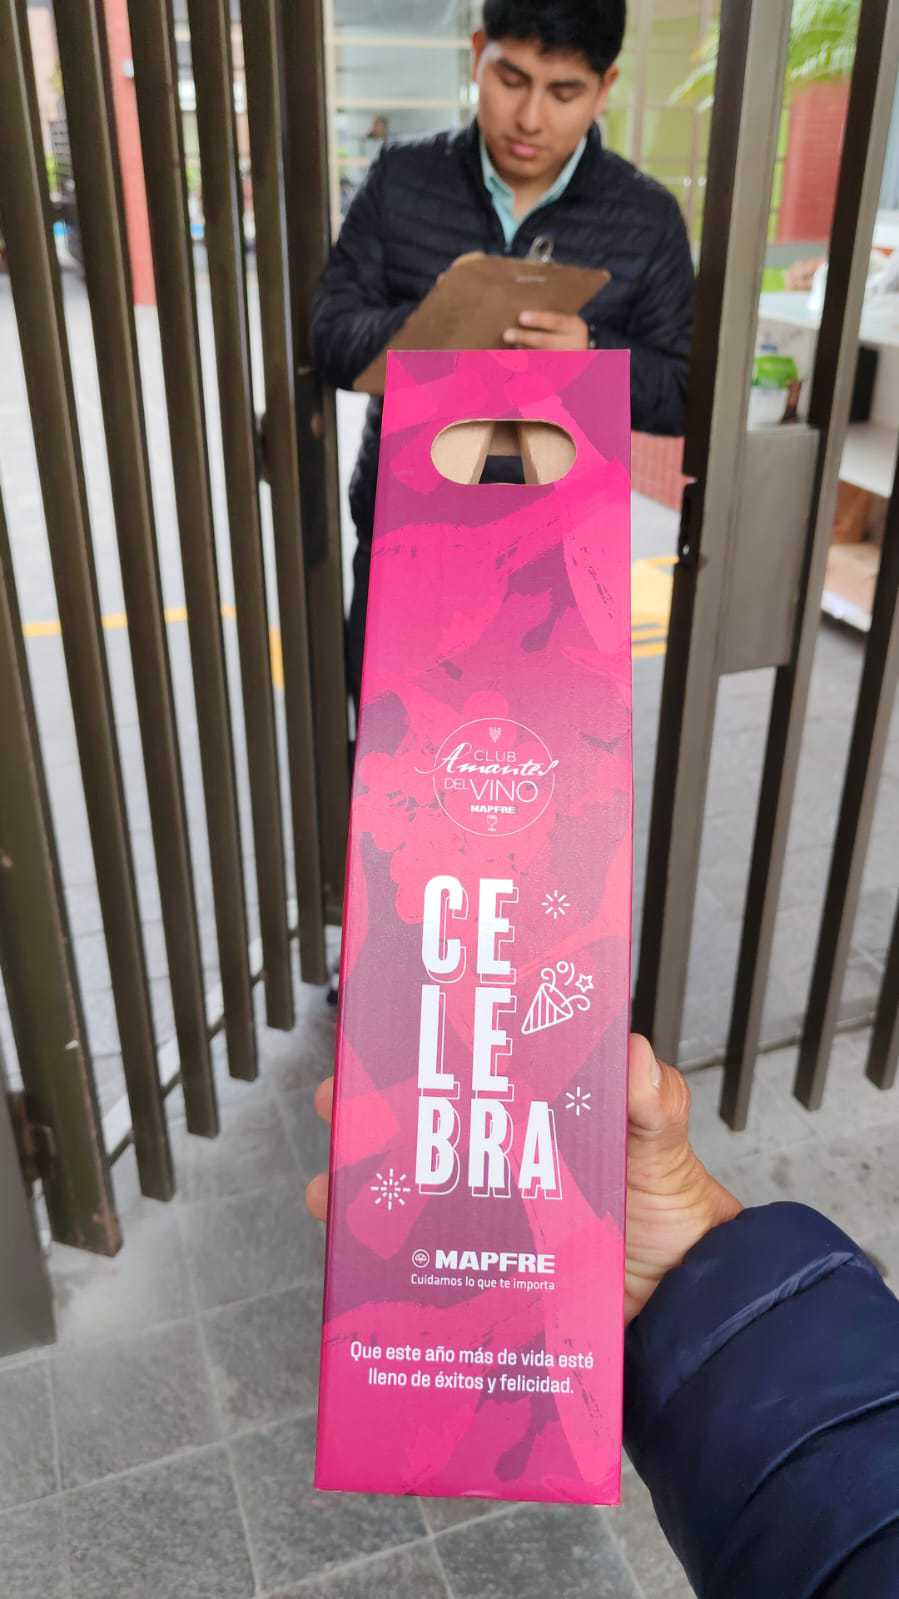 CLUB
Amantes
DEL VINO
MAPFRE
CE
LE
BRA
MAPFRE
Cuidamos lo que te importa
Que este año más de vida esté
lleno de éxitos y felicidad.